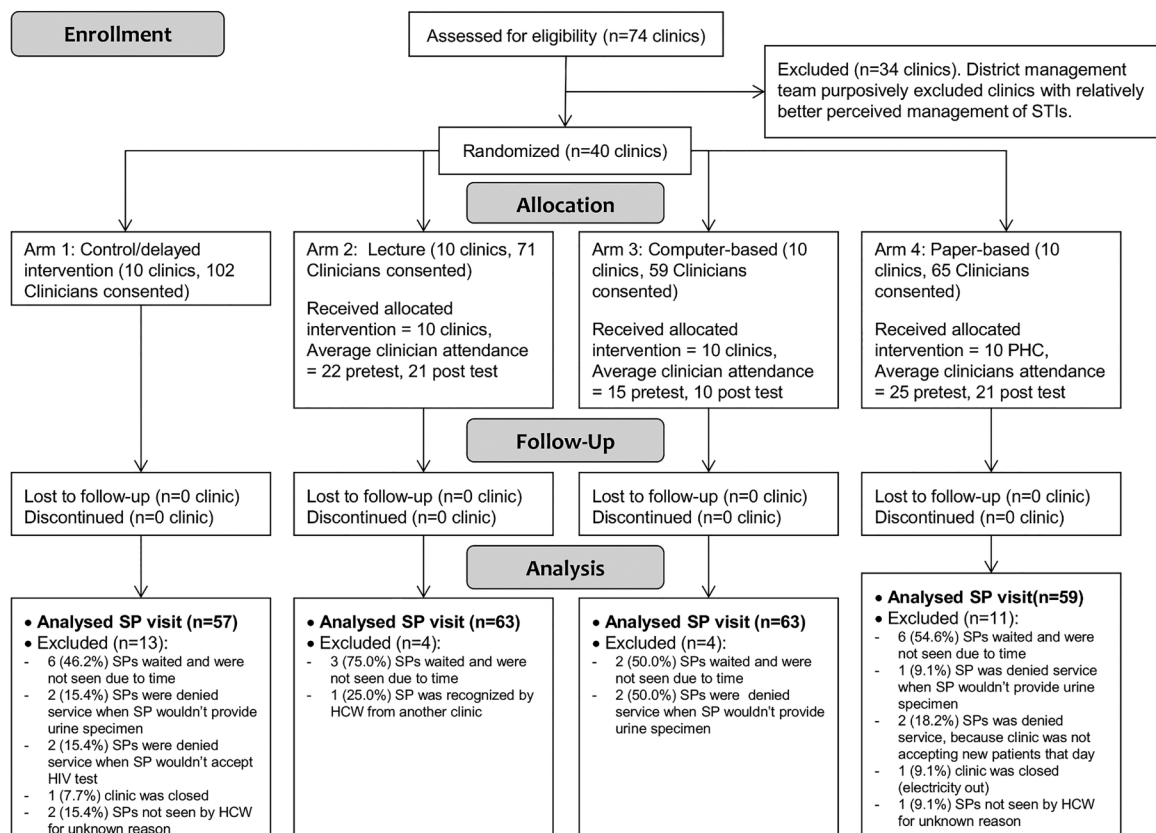 Enrollment
Assessed for eligibility (n=74 clinics)
Excluded (n=34 clinics). District management
team purposively excluded clinics with relatively
better perceived management of STIs.
Randomized (n=40 clinics)
Allocation
Arm 1: Control/delayed
intervention (10 clinics, 102
Clinicians consented)
Arm 2:  Lecture (10 clinics, 71
Clinicians consented)
Received allocated
intervention = 10 clinics,
Average clinician attendance
= 22 pretest, 21 post test
Arm 3: Computer-based (10
clinics, 59 Clinicians
consented)
Received allocated
intervention = 10 clinics,
Average clinician attendance
= 15 pretest, 10 post test
Arm 4: Paper-based (10
clinics, 65 Clinicians
consented)
Received allocated
intervention = 10 PHC,
Average clinicians attendance
= 25 pretest, 21 post test
Follow-Up
Lost to follow-up (n=0 clinic)
Discontinued (n=0 clinic)
Lost to follow-up (n=0 clinic)
Discontinued (n=0 clinic)
Lost to follow-up (n=0 clinic)
Discontinued (n=0 clinic)
Lost to follow-up (n=0 clinic)
Discontinued (n=0 clinic)
Analysis
• Analysed SP visit (n=57)
• Excluded (n=13):
- 6 (46.2%) SPs waited and were
not seen due to time
- 2 (15.4%) SPs were denied
service when SP wouldn't provide
urine specimen
- 2 (15.4%) SPs were denied
service when SP wouldn't accept
HIV test
- 1 (7.7%) clinic was closed
- 2 (15.4%) SPs not seen by HCW
for unknown reason
• Analysed SP visit (n=63)
• Excluded (n=4):
- 3 (75.0%) SPs waited and were
not seen due to time
- 1 (25.0%) SP was recognized by
HCW from another clinic
• Analysed SP visit (n=63)
• Excluded (n=4):
- 2 (50.0%) SPs waited and were
not seen due to time
- 2 (50.0%) SPs were  denied
service when SP wouldn't provide
urine specimen
• Analysed SP visit(n=59)
• Excluded (n=11):
- 6 (54.6%) SPs waited and were
not seen due to time
- 1 (9.1%) SP was denied service
when SP wouldn't provide urine
specimen
- 2 (18.2%) SPs was denied
service, because clinic was not
accepting new patients that day
- 1 (9.1%) clinic was closed
(electricity out)
- 1 (9.1%) SPs not seen by HCW
for unknown reason